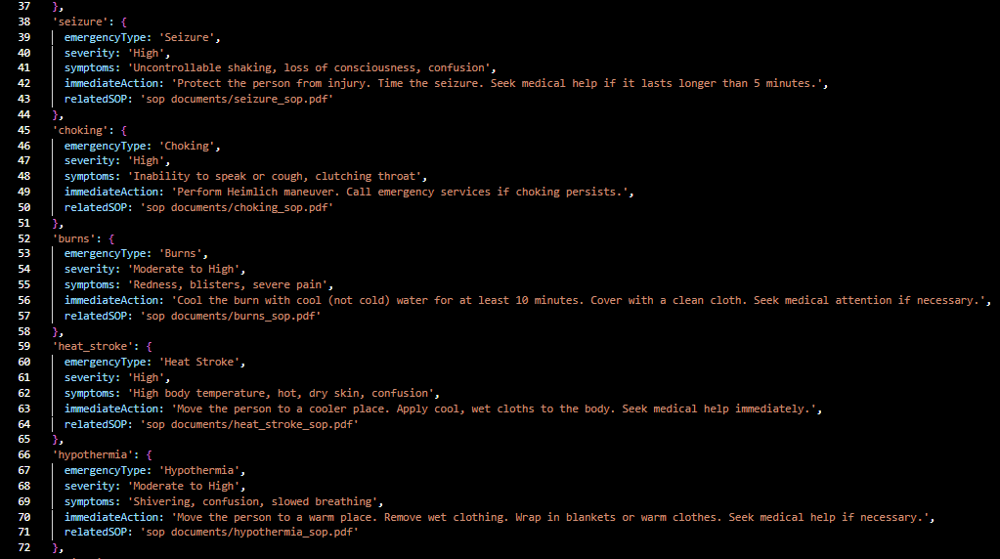 37 },
38 'seizure': {
39 emergencyType: 'Seizure',
40 severity: 'High',
41 symptoms: 'Uncontrollable shaking, loss of consciousness, confusion',
42 immediateAction: 'Protect the person from injury. Time the seizure. Seek medical help if it lasts longer than 5 minutes.',
43 relatedSOP: 'sop documents/seizure_sop.pdf'
44 },
45 'choking': {
46 emergencyType: 'Choking',
47 severity: 'High',
48 symptoms: 'Inability to speak or cough, clutching throat',
49 immediateAction: 'Perform Heimlich maneuver. Call emergency services if choking persists.',
50 relatedSOP: 'sop documents/choking_sop.pdf'
51 },
52 'burns': {
53 emergencyType: 'Burns',
54 severity: 'Moderate to High',
55 symptoms: 'Redness, blisters, severe pain',
56 immediateAction: 'Cool the burn with cool (not cold) water for at least 10 minutes. Cover with a clean cloth. Seek medical attention if necessary.',
57 relatedSOP: 'sop documents/burns_sop.pdf'
58 },
59 'heat_stroke': {
60 emergencyType: 'Heat Stroke',
61 severity: 'High',
62 symptoms: 'High body temperature, hot, dry skin, confusion',
63 immediateAction: 'Move the person to a cooler place. Apply cool, wet cloths to the body. Seek medical help immediately.',
64 relatedSOP: 'sop documents/heat_stroke_sop.pdf'
65 },
66 'hypothermia': {
67 emergencyType: 'Hypothermia',
68 severity: 'Moderate to High',
69 symptoms: 'Shivering, confusion, slowed breathing',
70 immediateAction: 'Move the person to a warm place. Remove wet clothing. Wrap in blankets or warm clothes. Seek medical help if necessary.',
71 relatedSOP: 'sop documents/hypothermia_sop.pdf'
72 },